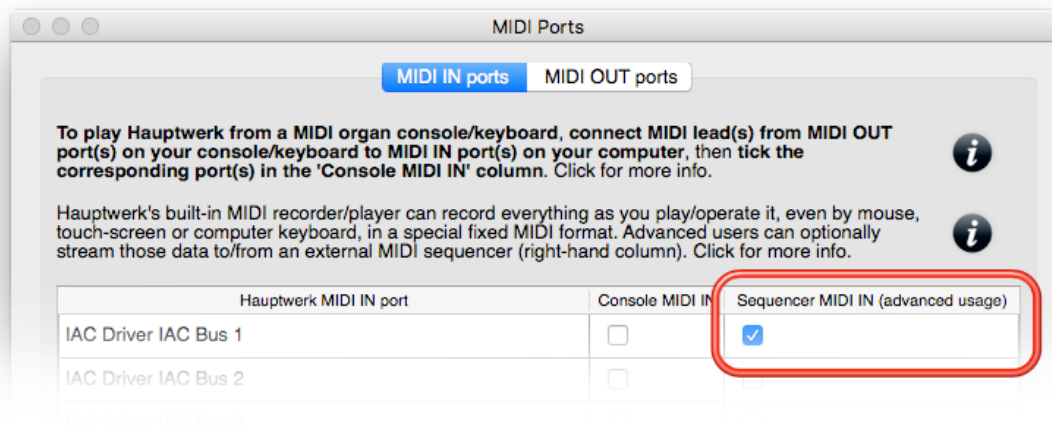 MIDI Ports
MIDI IN ports MIDI OUT ports
To play Hauptwerk from a MIDI organ console/keyboard, connect MIDI lead(s) from MIDI OUT
port(s) on your console/keyboard to MIDI IN port(s) on your computer, then tick the
corresponding port(s) in the 'Console MIDI IN' column. Click for more info.
Hauptwerk's built-in MIDI recorder/player can record everything as you play/operate it, even by mouse,
touch-screen or computer keyboard, in a special fixed MIDI format. Advanced users can optionally
stream those data to/from an external MIDI sequencer (right-hand column). Click for more info.
Hauptwerk MIDI IN port Console MIDI IN Sequencer MIDI IN (advanced usage)
IAC Driver IAC Bus 1
IAC Driver IAC Bus 2